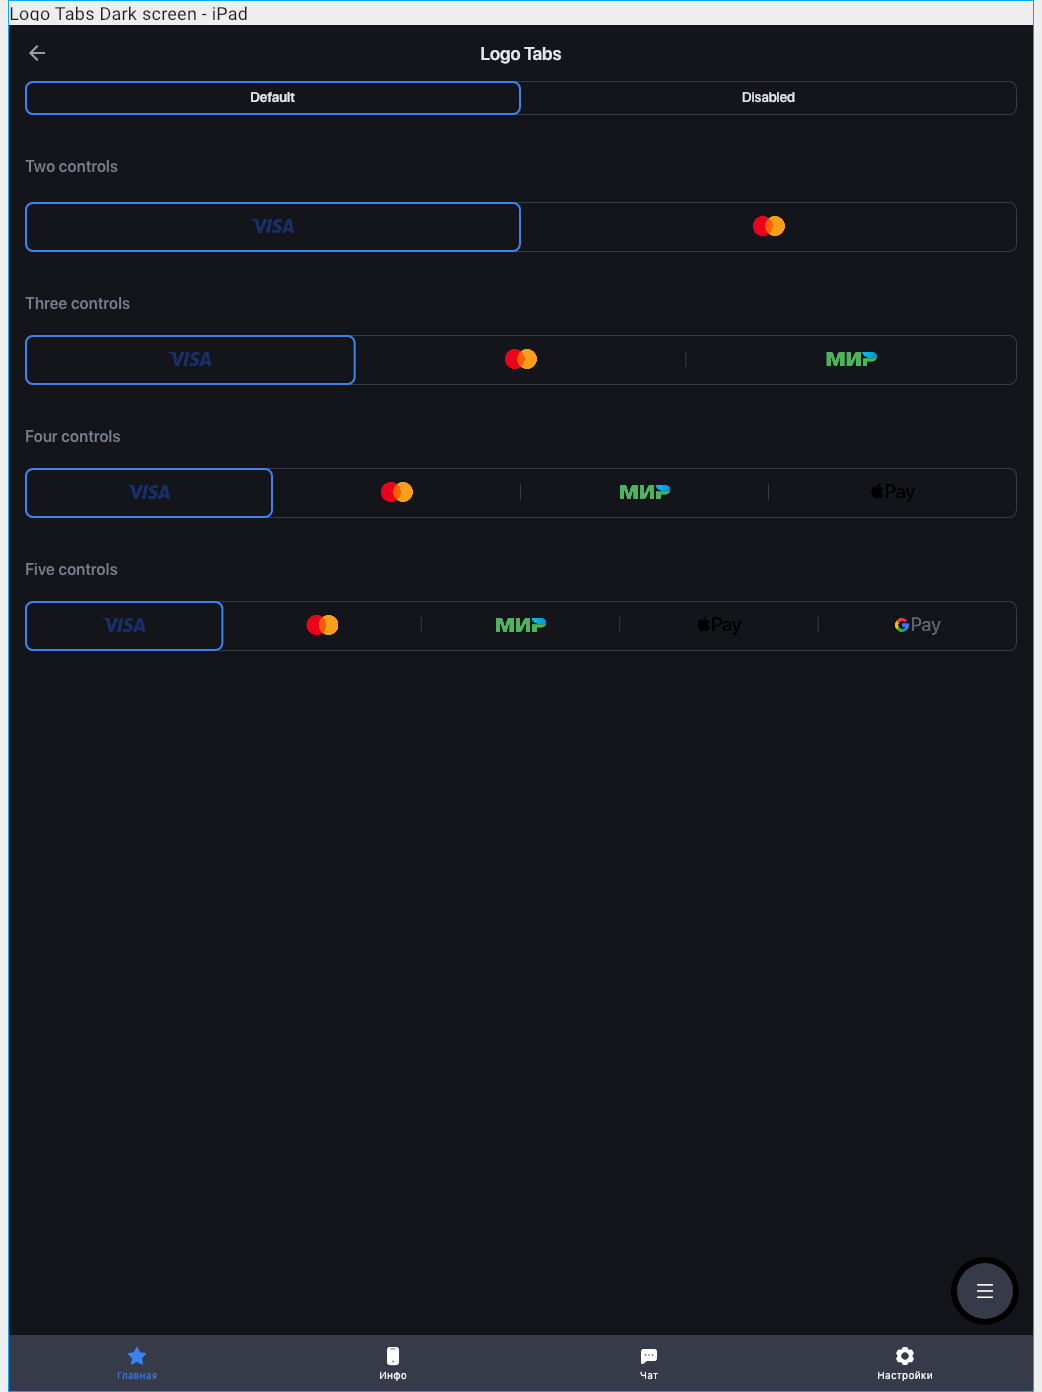 Logo Tabs Dark screen - iPad
Logo Tabs
Default
Disabled
Two controls
VISA
Three controls
VISA
МИР
Four controls
VISA
МИР
Pay
Five controls
VISA
МИР
Pay
G Pay
Главная
Инфо
Чат
Настройки